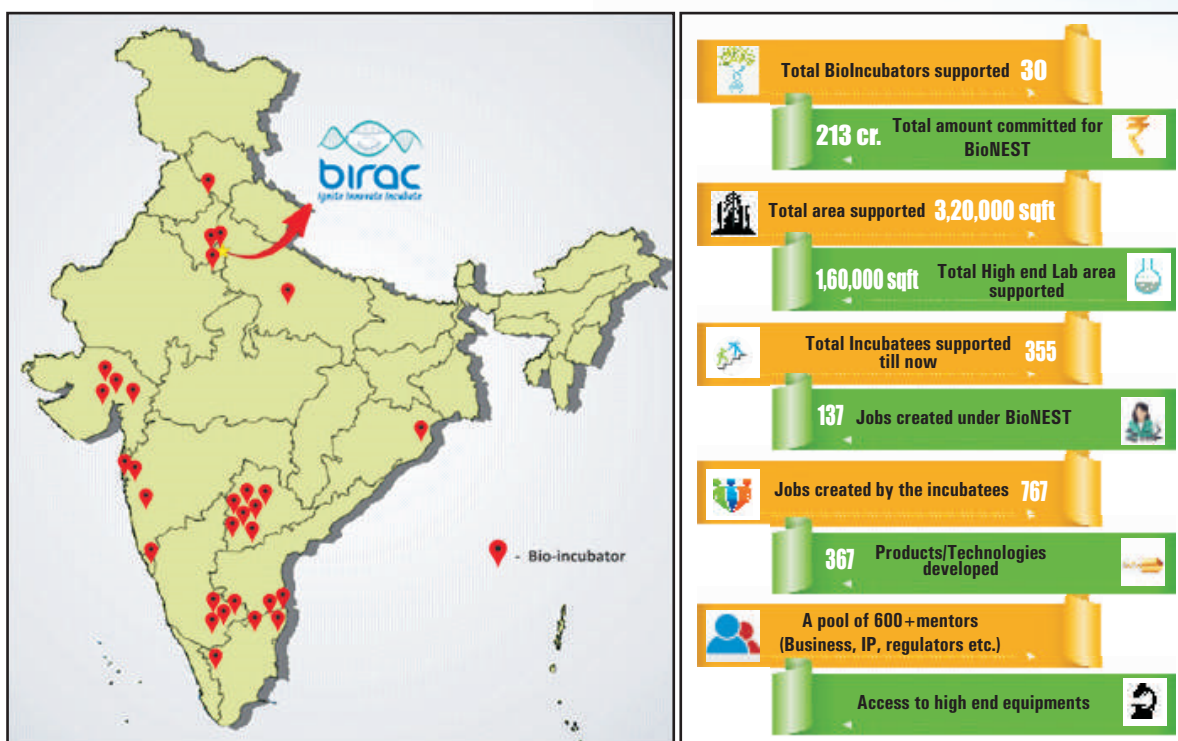 birac
Ignite Innovate Incubate
- Bio-incubator
Total BioIncubators supported 30
213 cr. Total amount committed for
BioNEST
Total area supported 3,20,000 sqft
1,60,000 sqft Total High end Lab area
supported
Total Incubatees supported
till now 355
137 Jobs created under BioNEST
Jobs created by the incubatees 767
367 Products/Technologies
developed
A pool of 600+mentors
(Business, IP, regulators etc.)
Access to high end equipments